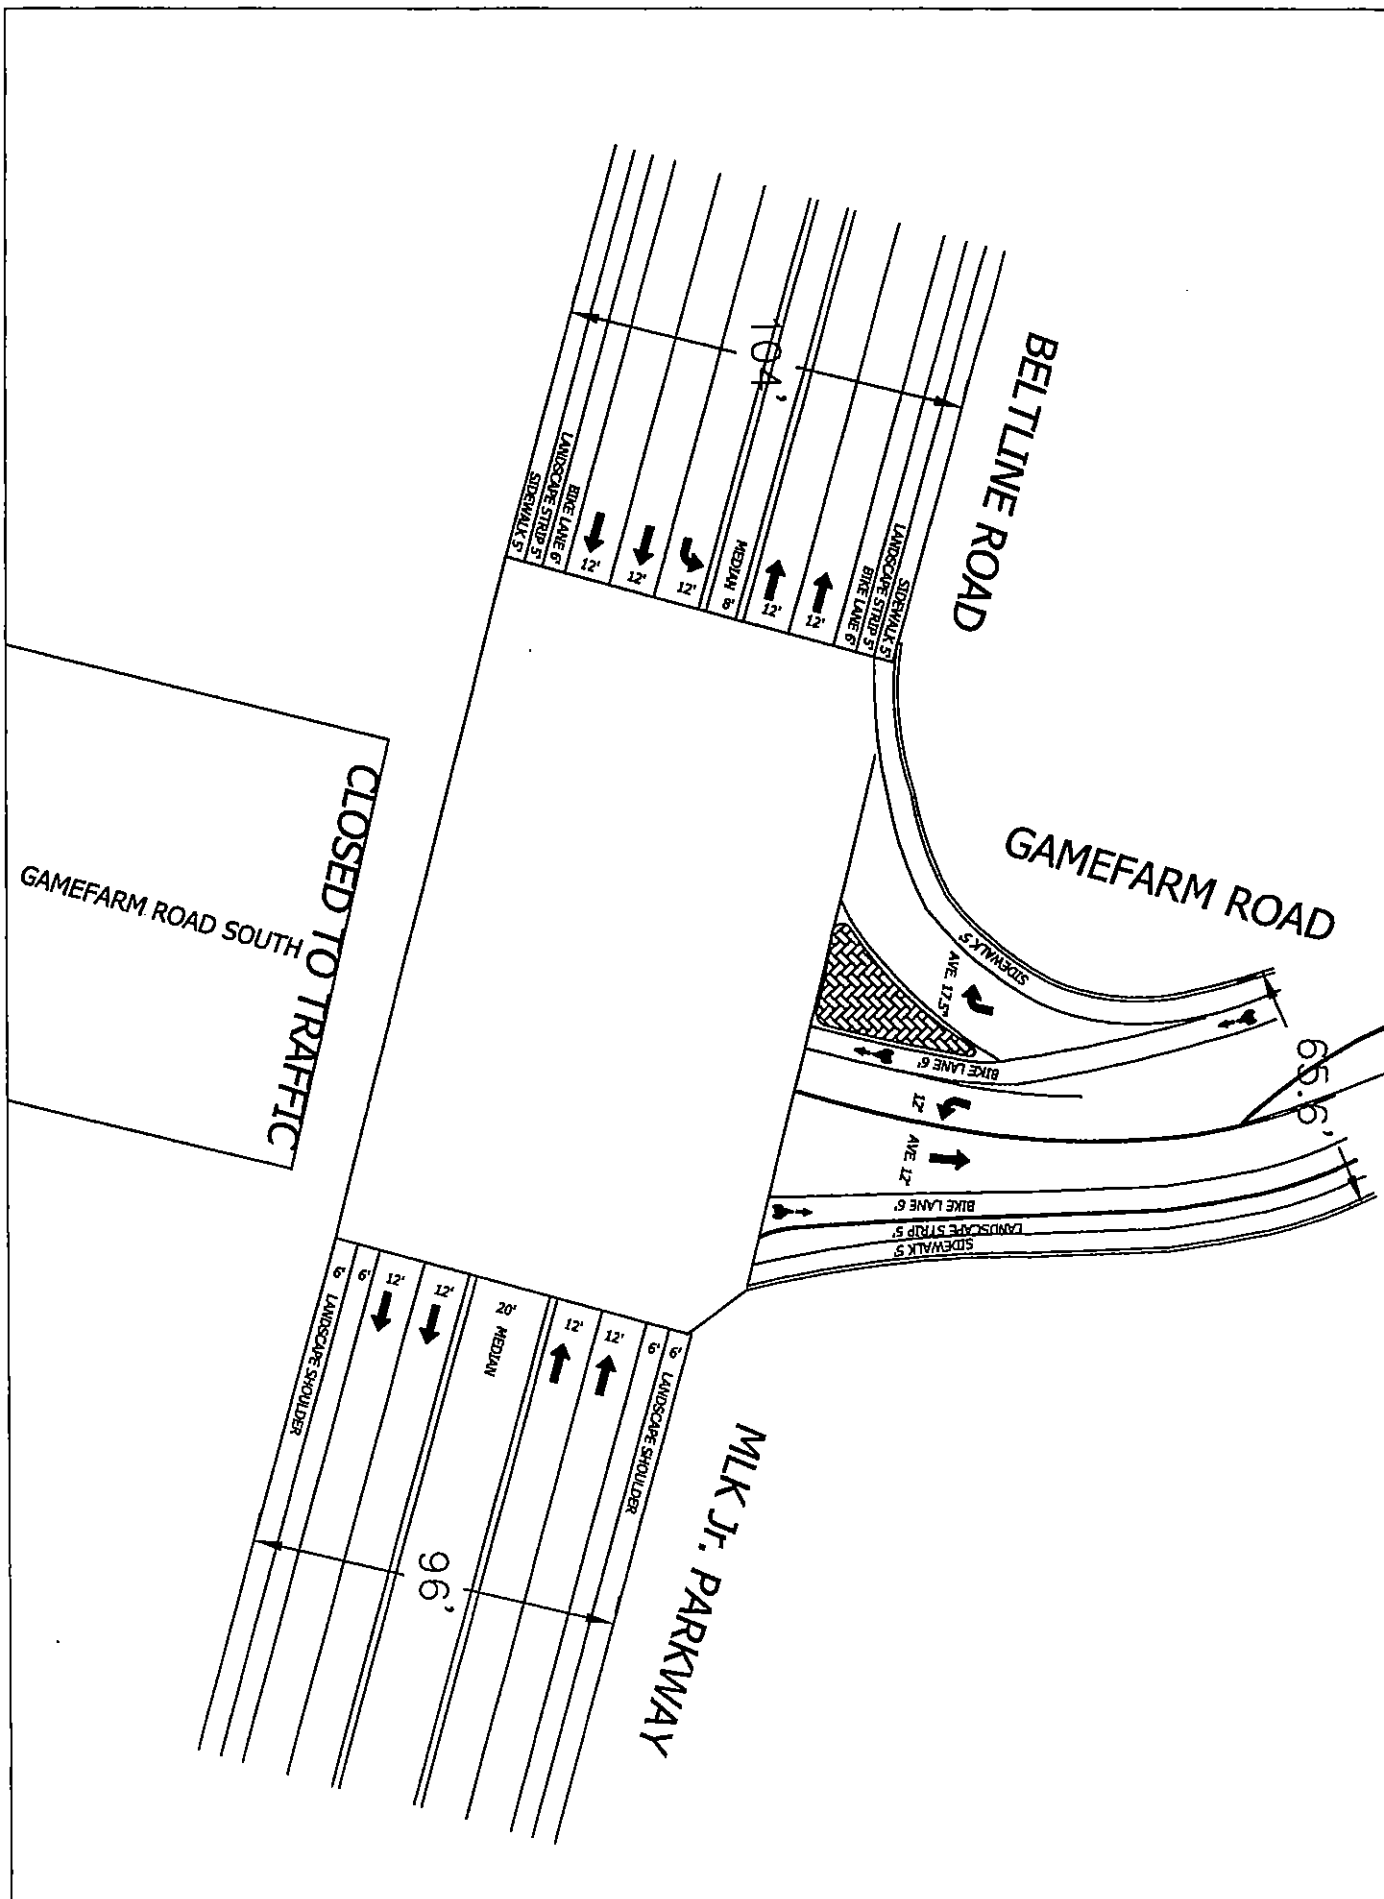 BELTLINE ROAD
104'
SIDEWALK 5'
LANDSCAPE STRIP 5'
BIKE LANE 6'
12'
12'
12'
MEDIAN 8'
12'
12'
BIKE LANE 6'
LANDSCAPE STRIP 5'
SIDEWALK 5'
GAMEFARM ROAD
65.6'
SIDEWALK 5'
AVE. 17.5'
BIKE LANE 6'
12'
AVE. 12'
BIKE LANE 6'
LANDSCAPE STRIP 5'
SIDEWALK 5'
CLOSED TO TRAFFIC
GAMEFARM ROAD SOUTH
6' LANDSCAPE SHOULDER
6'
12'
12'
20' MEDIAN
12'
12'
6'
6' LANDSCAPE SHOULDER
96'
MLK Jr. PARKWAY